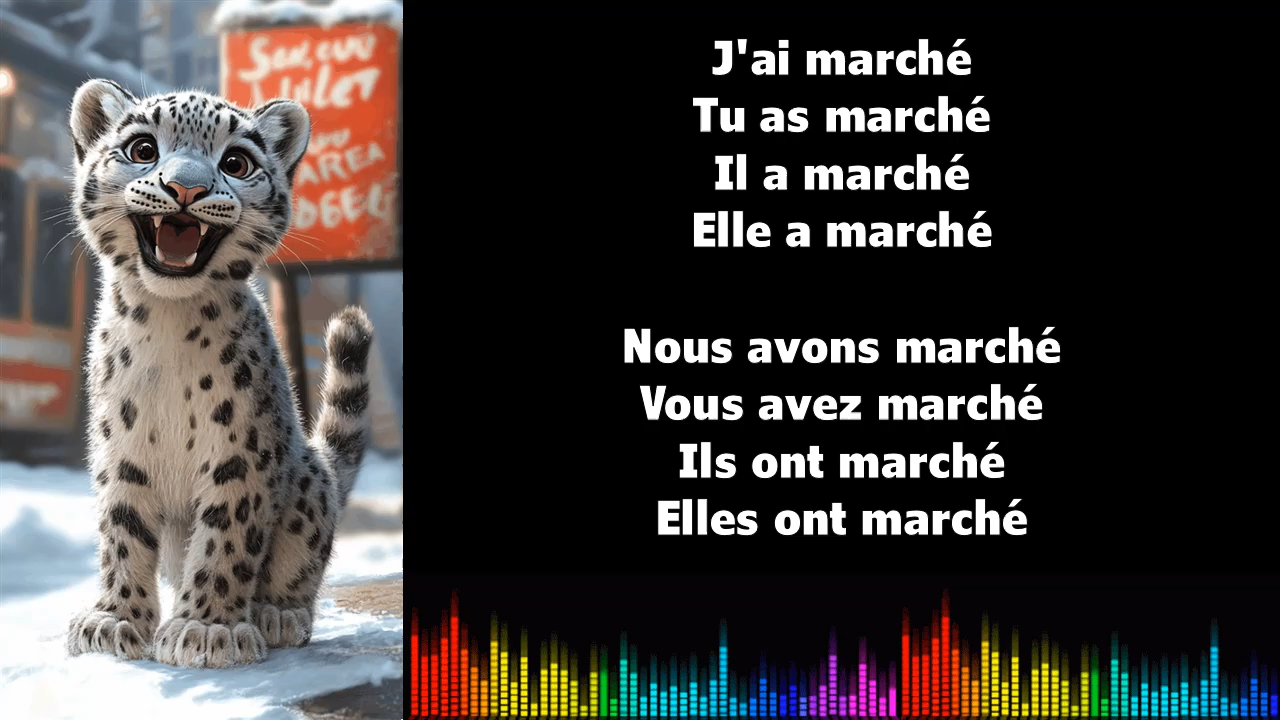 J'ai marché
Tu as marché
Il a marché
Elle a marché
Nous avons marché
Vous avez marché
Ils ont marché
Elles ont marché